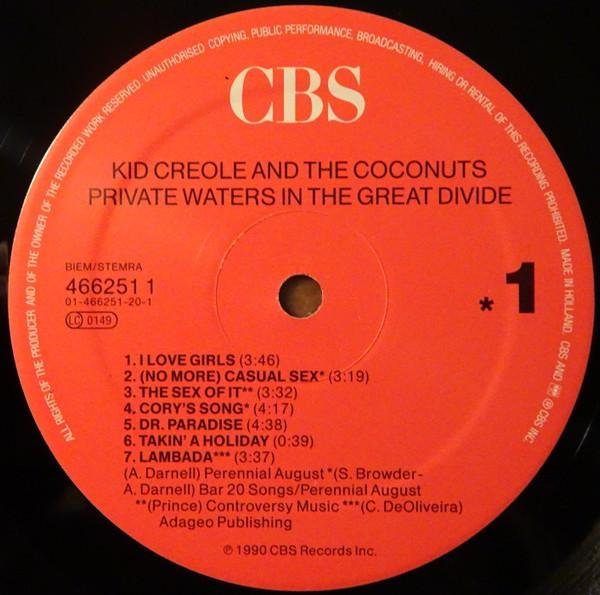 ALL RIGHTS OF THE PRODUCER AND OF THE OWNER OF THE RECORDED WORK RESERVED. UNAUTHORISED COPYING, PUBLIC PERFORMANCE, BROADCASTING, HIRING OR RENTAL OF THIS RECORDING PROHIBITED. MADE IN HOLLAND. CBS AND ℗ CBS INC.
CBS
KID CREOLE AND THE COCONUTS
PRIVATE WATERS IN THE GREAT DIVIDE
BIEM/STEMRA
466251 1
01-466251-20-1
LC 0149
* 1
1. I LOVE GIRLS (3:46)
2. (NO MORE) CASUAL SEX* (3:19)
3. THE SEX OF IT** (3:32)
4. CORY'S SONG* (4:17)
5. DR. PARADISE (4:38)
6. TAKIN' A HOLIDAY (0:39)
7. LAMBADA*** (3:37)
(A. Darnell) Perennial August *(S. Browder-
A. Darnell) Bar 20 Songs/Perennial August
**(Prince) Controversy Music ***(C. DeOliveira)
Adageo Publishing
℗ 1990 CBS Records Inc.